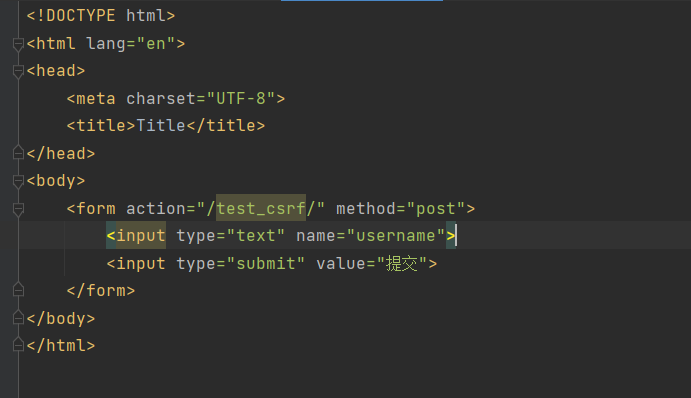 <!DOCTYPE html>
<html lang="en">
<head>
    <meta charset="UTF-8">
    <title>Title</title>
</head>
<body>
    <form action="/test_csrf/" method="post">
        <input type="text" name="username">
        <input type="submit" value="提交">
    </form>
</body>
</html>